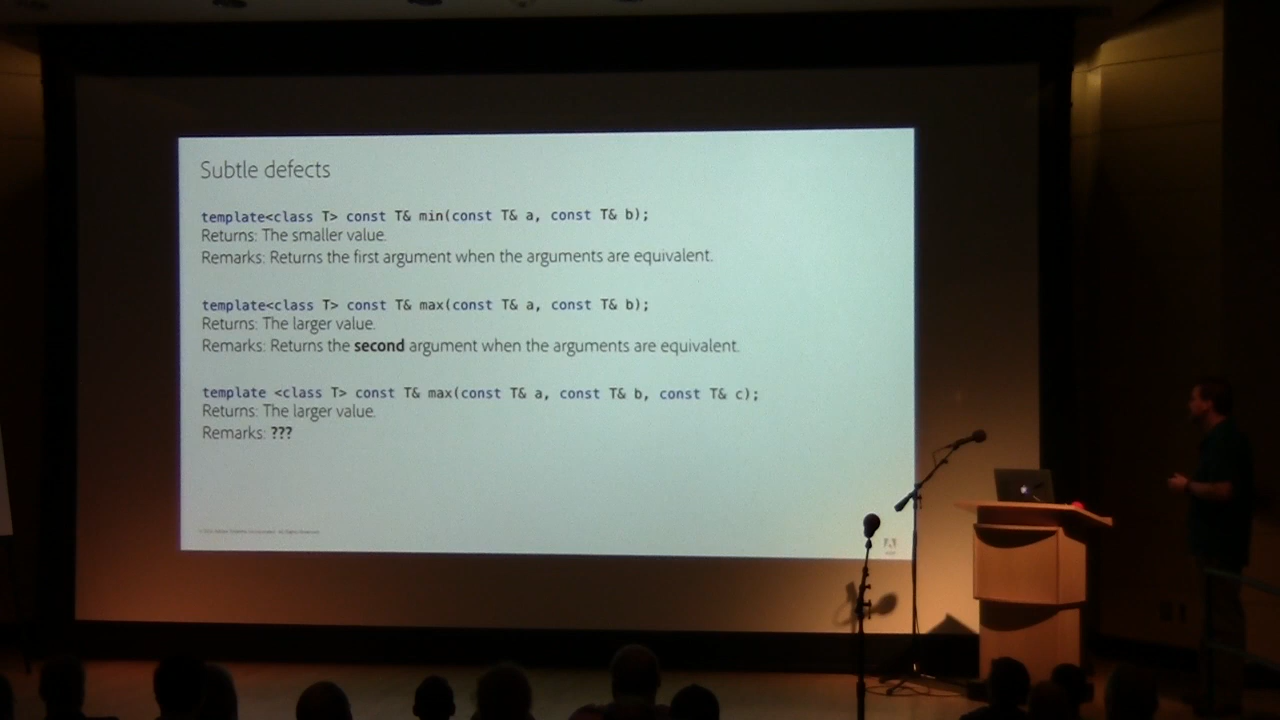 Subtle defects
template<class T> const T& min(const T& a, const T& b);
Returns: The smaller value.
Remarks: Returns the first argument when the arguments are equivalent.
template<class T> const T& max(const T& a, const T& b);
Returns: The larger value.
Remarks: Returns the second argument when the arguments are equivalent.
template <class T> const T& max(const T& a, const T& b, const T& c);
Returns: The larger value.
Remarks: ???